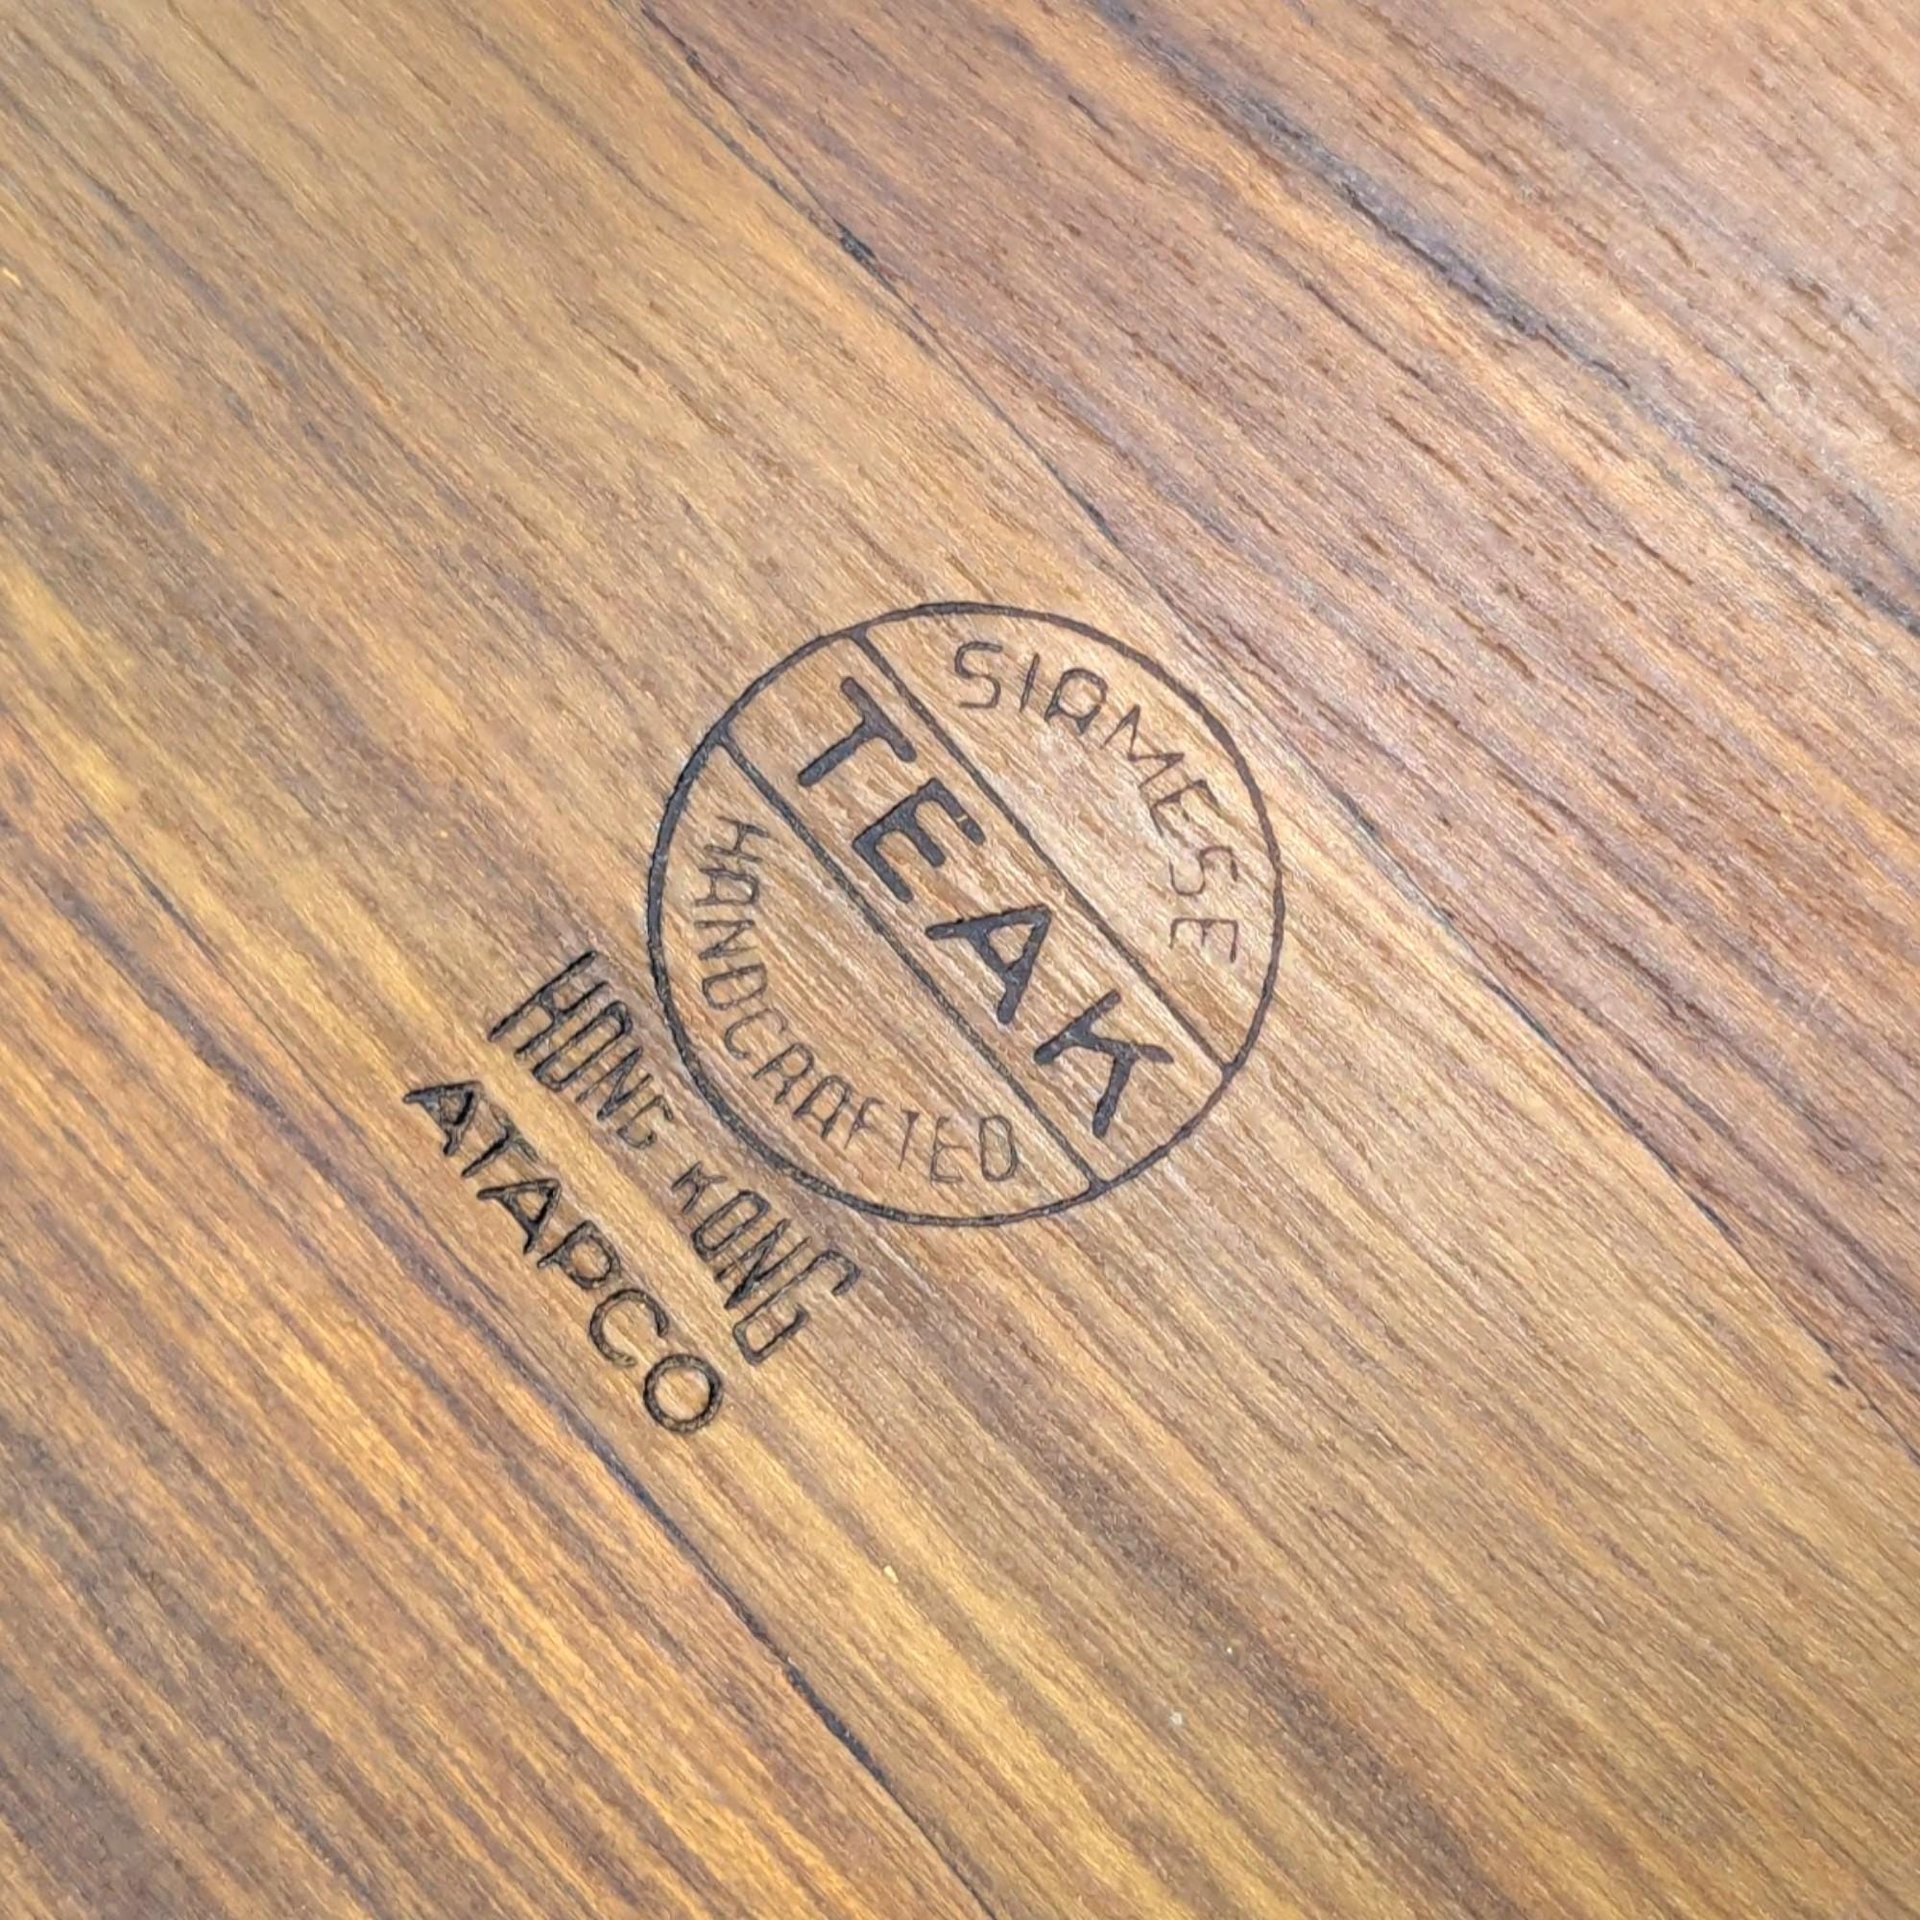 SIAMESE
TEAK
HANDCRAFTED
HONG KONG
ATAPCO